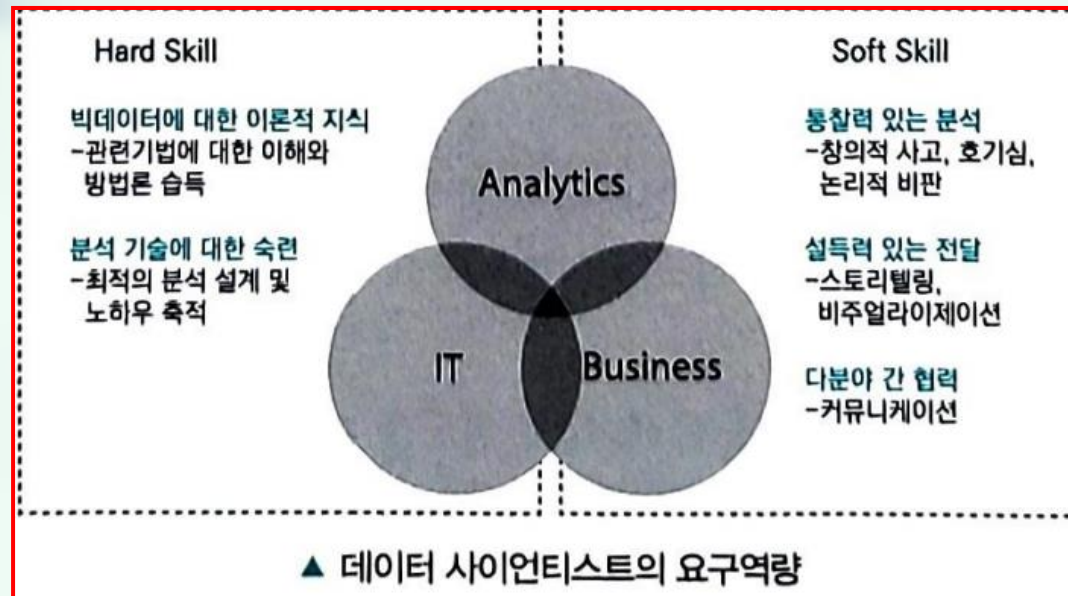 Hard Skill
빅데이터에 대한 이론적 지식
-관련기법에 대한 이해와
방법론 습득
분석 기술에 대한 숙련
-최적의 분석 설계 및
노하우 축적
Analytics
IT
Business
Soft Skill
통찰력 있는 분석
-창의적 사고, 호기심,
논리적 비판
설득력 있는 전달
-스토리텔링,
비주얼라이제이션
다분야 간 협력
-커뮤니케이션
▲ 데이터 사이언티스트의 요구역량